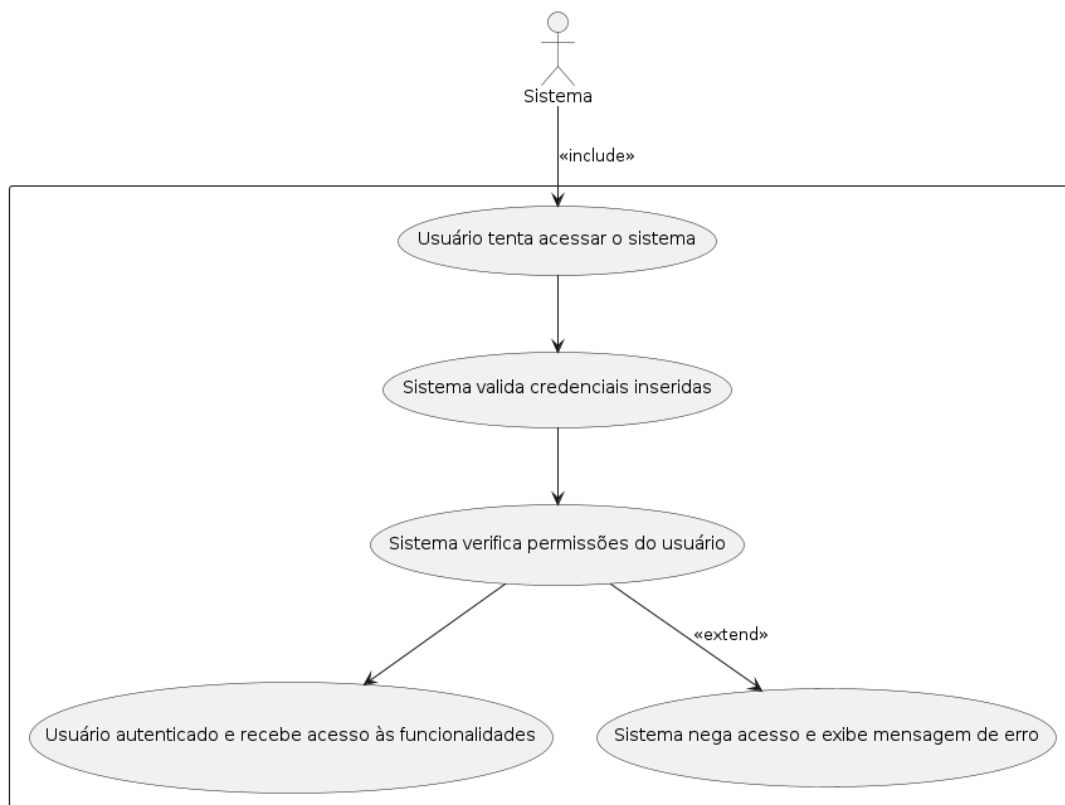 Sistema
«include»
Usuário tenta acessar o sistema
Sistema valida credenciais inseridas
Sistema verifica permissões do usuário
«extend»
Usuário autenticado e recebe acesso às funcionalidades
Sistema nega acesso e exibe mensagem de erro